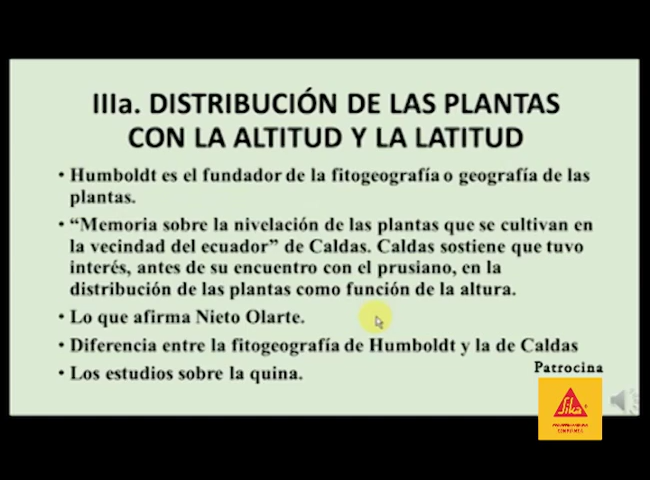 IIIa. DISTRIBUCIÓN DE LAS PLANTAS
CON LA ALTITUD Y LA LATITUD
• Humboldt es el fundador de la fitogeografía o geografía de las
plantas.
• “Memoria sobre la nivelación de las plantas que se cultivan en
la vecindad del ecuador” de Caldas. Caldas sostiene que tuvo
interés, antes de su encuentro con el prusiano, en la
distribución de las plantas como función de la altura.
• Lo que afirma Nieto Olarte.
• Diferencia entre la fitogeografía de Humboldt y la de Caldas
• Los estudios sobre la quina.
Patrocina
Sika